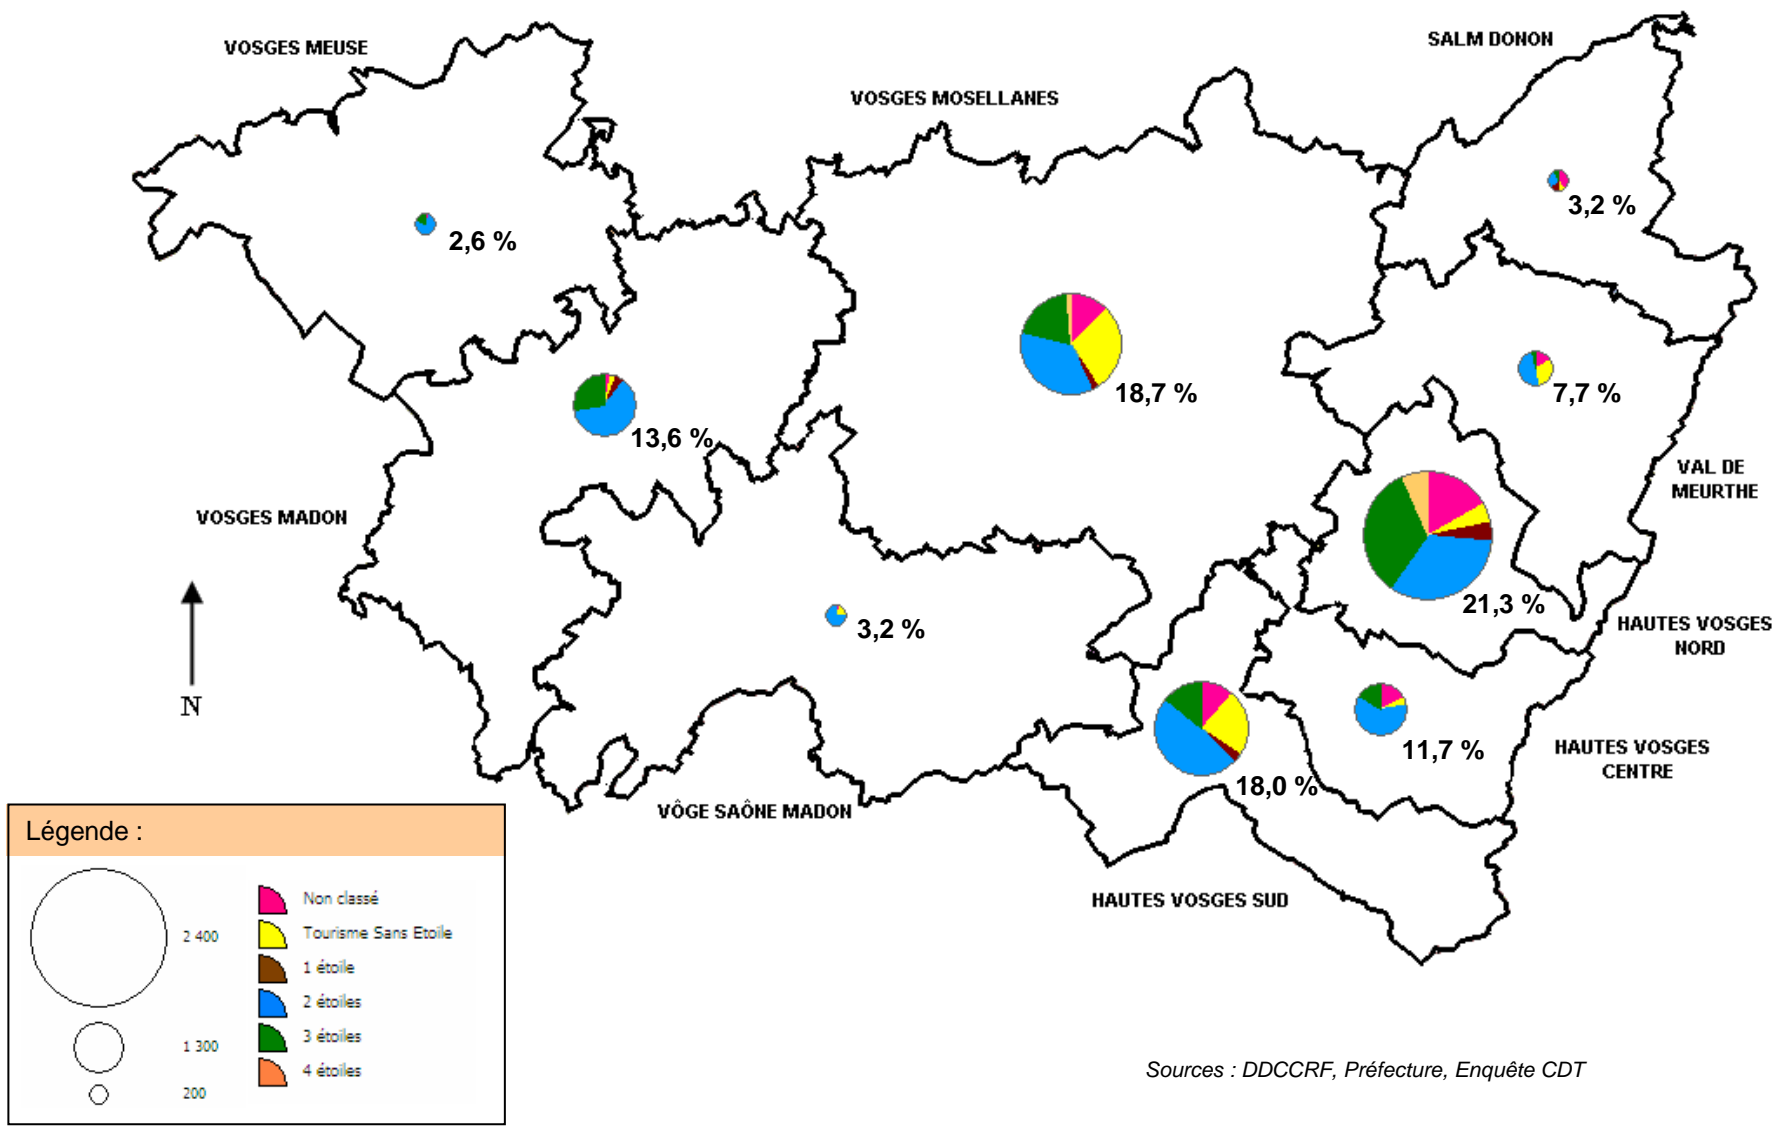 SALM DONON
VOSGES MEUSE
VOSGES MOSELLANES
3,2 %
2,6 %
18,7 %
7,7 %
13,6 %
VAL DE
MEURTHE
VOSGES MADON
21,3 %
HAUTES VOSGES
NORD
3,2 %
N
11,7 %
HAUTES VOSGES
CENTRE
18,0 %
VÔGE SAÔNE MADON
HAUTES VOSGES SUD
Légende :
2 400
1 300
200
Non classé
Tourisme Sans Etoile
1 étoile
2 étoiles
3 étoiles
4 étoiles
Sources : DDCCRF, Préfecture, Enquête CDT